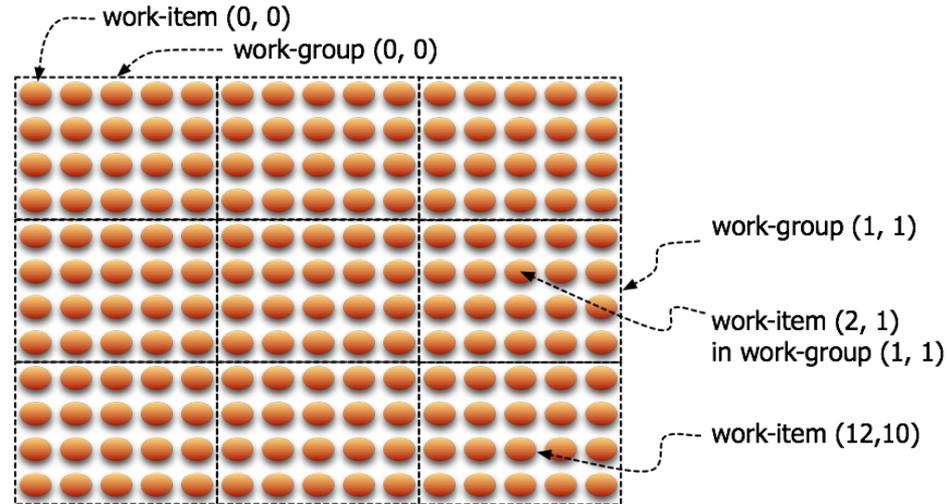 work-item (0, 0)
work-group (0, 0)
work-group (1, 1)
work-item (2, 1)
in work-group (1, 1)
work-item (12,10)